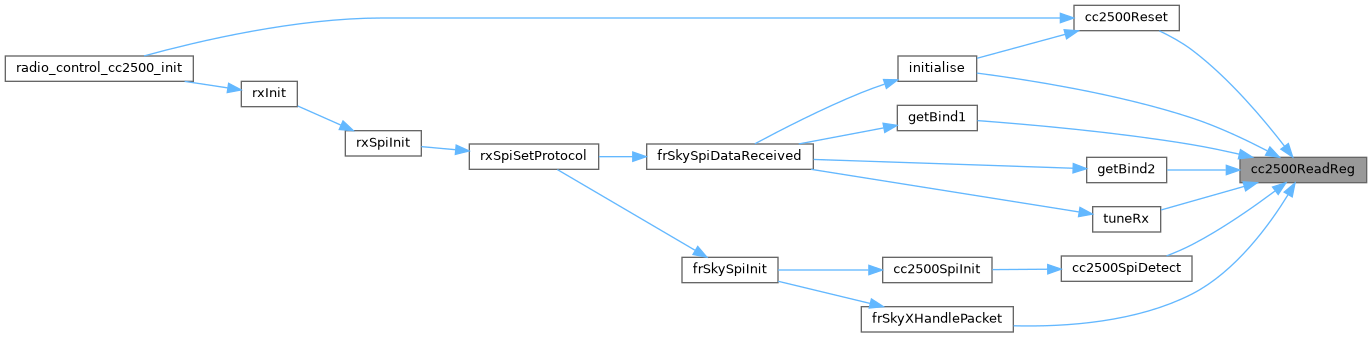 cc2500Reset
radio_control_cc2500_init
initialise
rxInit
getBind1
rxSpiInit
rxSpiSetProtocol
frSkySpiDataReceived
getBind2
cc2500ReadReg
tuneRx
frSkySpiInit
cc2500SpiInit
cc2500SpiDetect
frSkyXHandlePacket